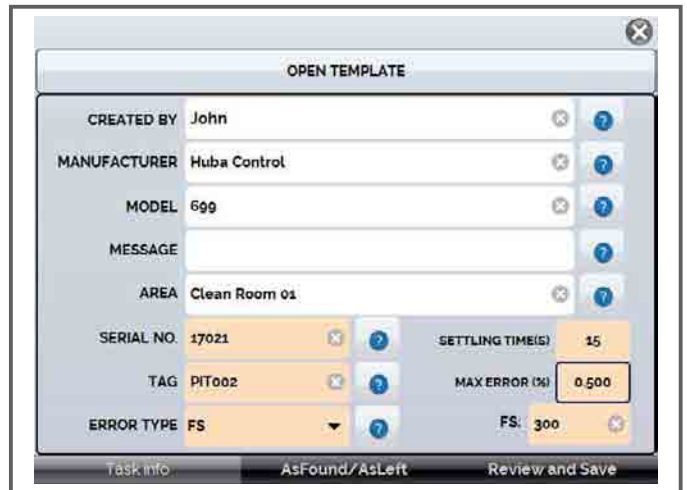 OPEN TEMPLATE
CREATED BY John
MANUFACTURER Huba Control
MODEL 699
MESSAGE
AREA Clean Room 01
SERIAL NO. 17021 SETTLING TIME(S) 15
TAG PIT002 MAX ERROR (%) 0.500
ERROR TYPE FS FS: 300
Task info AsFound/AsLeft Review and Save